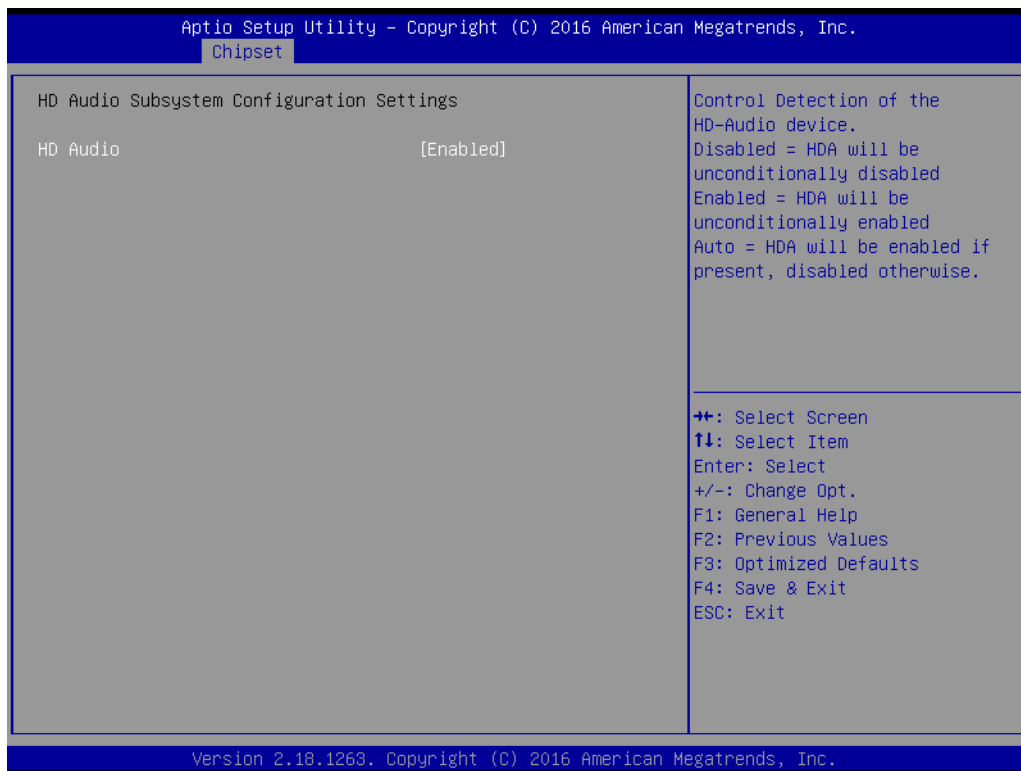 Aptio Setup Utility – Copyright (C) 2016 American Megatrends, Inc.
Chipset
HD Audio Subsystem Configuration Settings
HD Audio [Enabled]
Control Detection of the
HD-Audio device.
Disabled = HDA will be
unconditionally disabled
Enabled = HDA will be
unconditionally enabled
Auto = HDA will be enabled if
present, disabled otherwise.
→←: Select Screen
↑↓: Select Item
Enter: Select
+/-: Change Opt.
F1: General Help
F2: Previous Values
F3: Optimized Defaults
F4: Save & Exit
ESC: Exit
Version 2.18.1263. Copyright (C) 2016 American Megatrends, Inc.